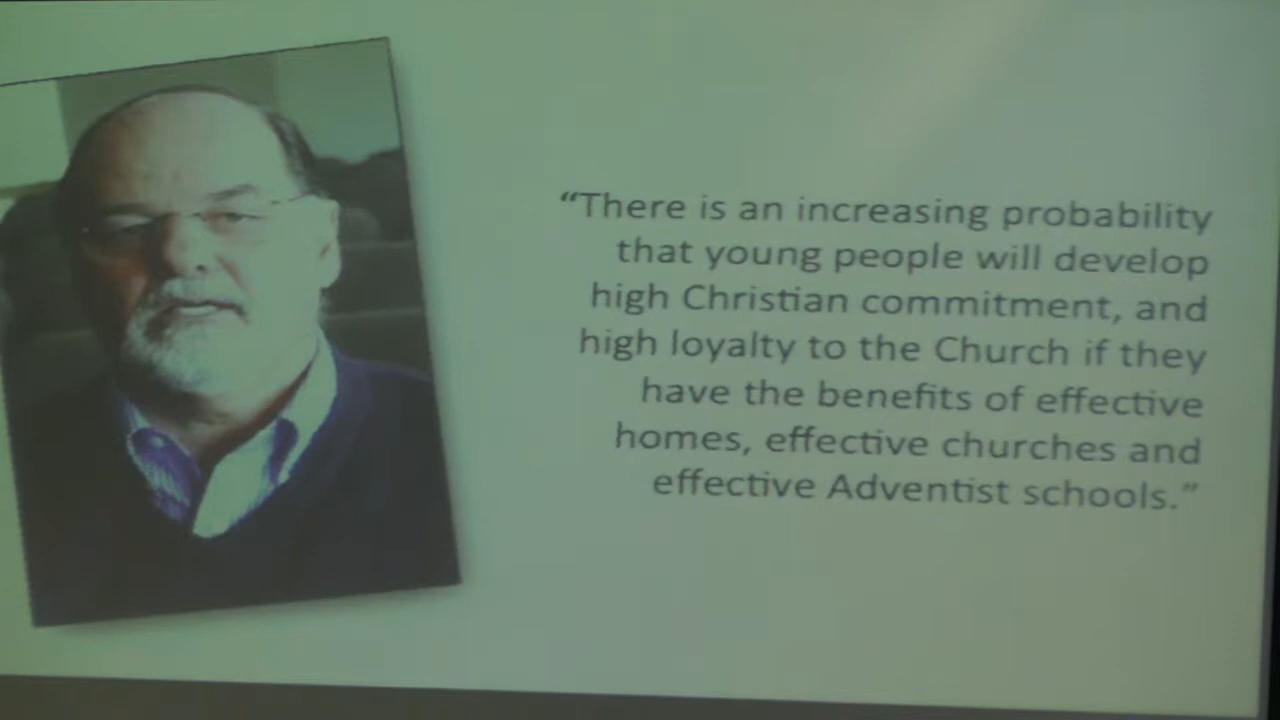 “There is an increasing probability
that young people will develop
high Christian commitment, and
high loyalty to the Church if they
have the benefits of effective
homes, effective churches and
effective Adventist schools.”